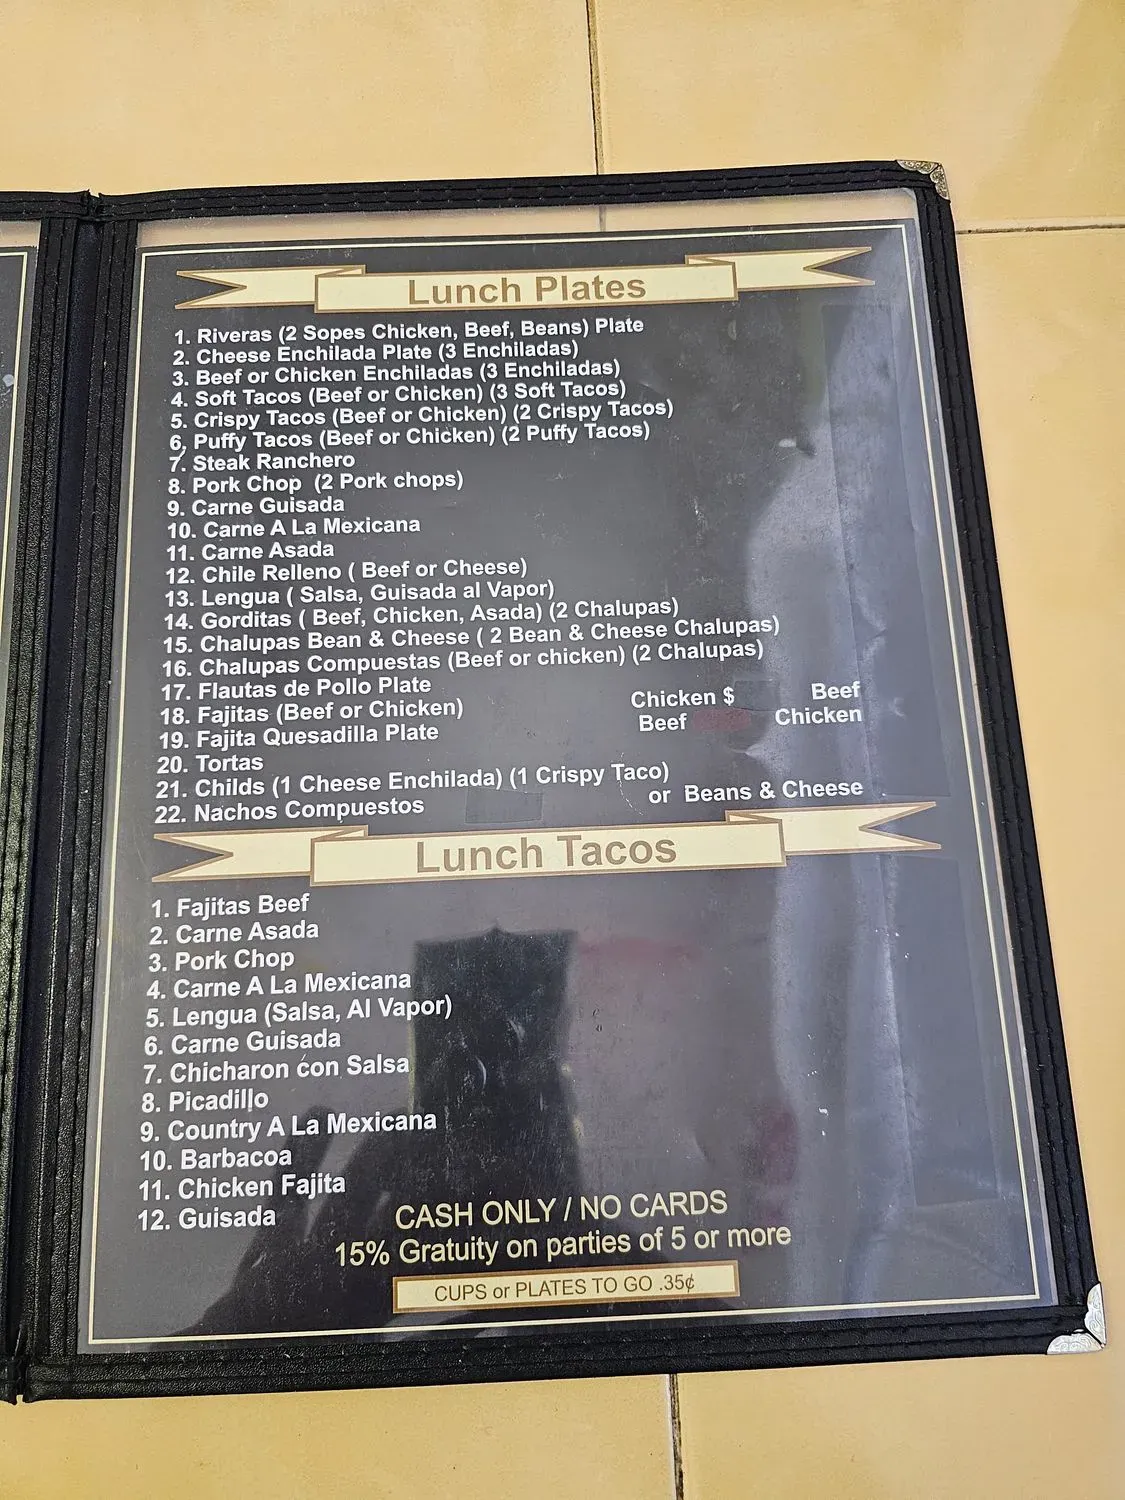 Lunch Plates
1. Riveras (2 Sopes Chicken, Beef, Beans) Plate
2. Cheese Enchilada Plate (3 Enchiladas)
3. Beef or Chicken Enchiladas (3 Enchiladas)
4. Soft Tacos (Beef or Chicken) (3 Soft Tacos)
5. Crispy Tacos (Beef or Chicken) (2 Crispy Tacos)
6, Puffy Tacos (Beef or Chicken) (2 Puffy Tacos)
7. Steak Ranchero
8. Pork Chop (2 Pork chops)
9. Carne Guisada
10. Carne A La Mexicana
11. Carne Asada
12. Chile Relleno ( Beef or Cheese)
13. Lengua ( Salsa, Guisada al Vapor)
14. Gorditas ( Beef, Chicken, Asada) (2 Chalupas)
15. Chalupas Bean & Cheese ( 2 Bean & Cheese Chalupas)
16. Chalupas Compuestas (Beef or chicken) (2 Chalupas)
17. Flautas de Pollo Plate
18. Fajitas (Beef or Chicken) Chicken $ Beef
19. Fajita Quesadilla Plate Beef Chicken
20. Tortas
21. Childs (1 Cheese Enchilada) (1 Crispy Taco)
22. Nachos Compuestos or Beans & Cheese
Lunch Tacos
1. Fajitas Beef
2. Carne Asada
3. Pork Chop
4. Carne A La Mexicana
5. Lengua (Salsa, Al Vapor)
6. Carne Guisada
7. Chicharon con Salsa
8. Picadillo
9. Country A La Mexicana
10. Barbacoa
11. Chicken Fajita
12. Guisada
CASH ONLY / NO CARDS
15% Gratuity on parties of 5 or more
CUPS or PLATES TO GO .35¢